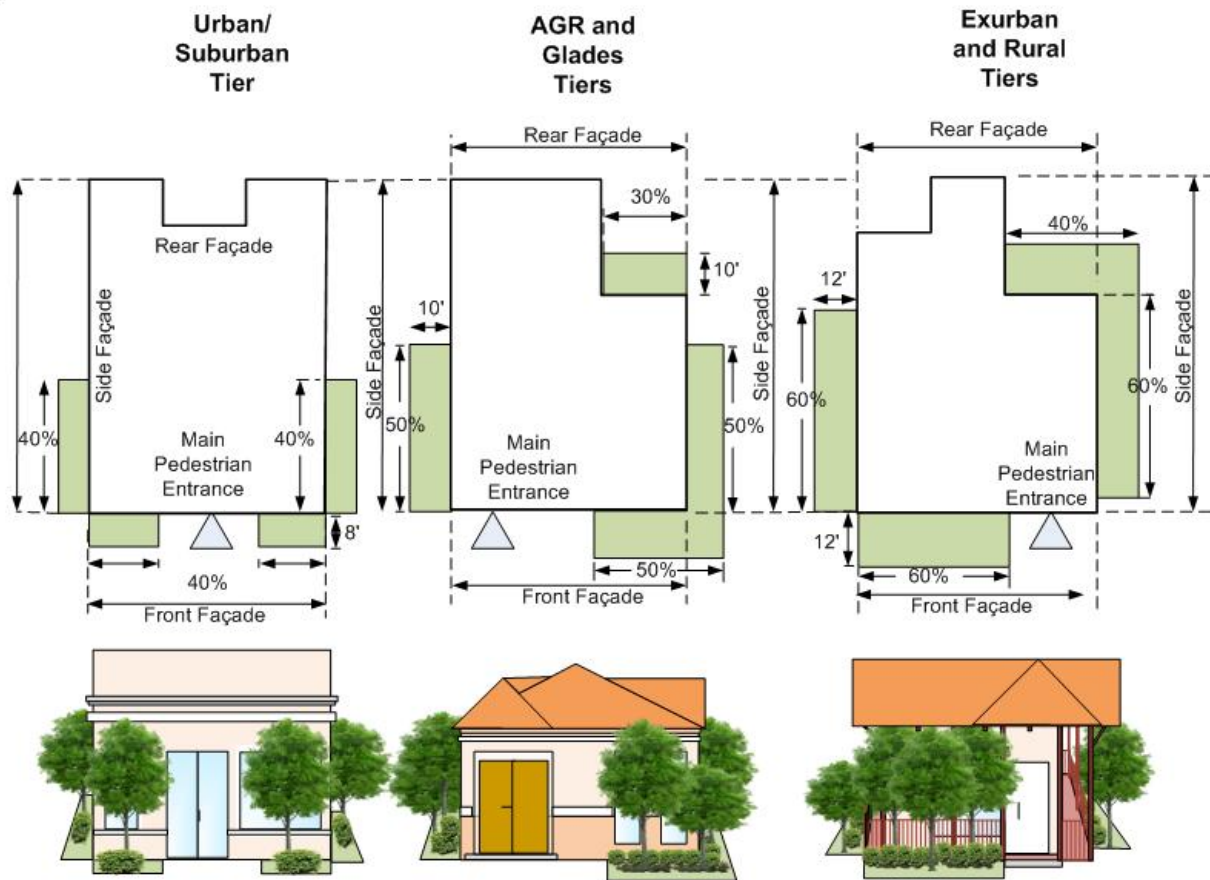 Urban/
Suburban
Tier
Rear Façade
Side Façade
40%
40%
Main
Pedestrian
Entrance
8'
40%
Front Façade
AGR and
Glades
Tiers
Rear Façade
30%
10'
10'
Side Façade
50%
50%
Main
Pedestrian
Entrance
50%
Front Façade
Exurban
and Rural
Tiers
Rear Façade
40%
12'
Side Façade
60%
60%
Side Façade
Main
Pedestrian
Entrance
12'
60%
Front Façade